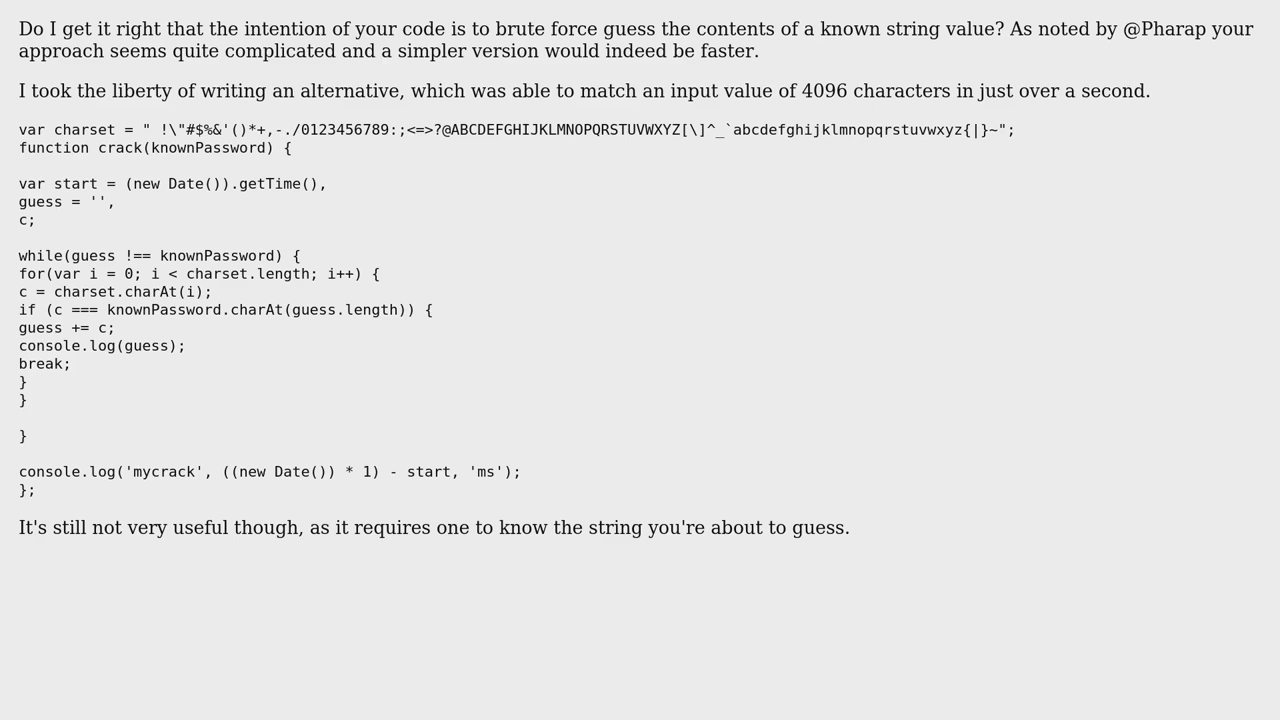 Do I get it right that the intention of your code is to brute force guess the contents of a known string value? As noted by @Pharap your
approach seems quite complicated and a simpler version would indeed be faster.
I took the liberty of writing an alternative, which was able to match an input value of 4096 characters in just over a second.
var charset = " !\"#$%&'()*+,-./0123456789:;<=>?@ABCDEFGHIJKLMNOPQRSTUVWXYZ[\]^_`abcdefghijklmnopqrstuvwxyz{|}~";
function crack(knownPassword) {
var start = (new Date()).getTime(),
guess = '',
c;
while(guess !== knownPassword) {
for(var i = 0; i < charset.length; i++) {
c = charset.charAt(i);
if (c === knownPassword.charAt(guess.length)) {
guess += c;
console.log(guess);
break;
}
}
}
console.log('mycrack', ((new Date()) * 1) - start, 'ms');
};
It's still not very useful though, as it requires one to know the string you're about to guess.